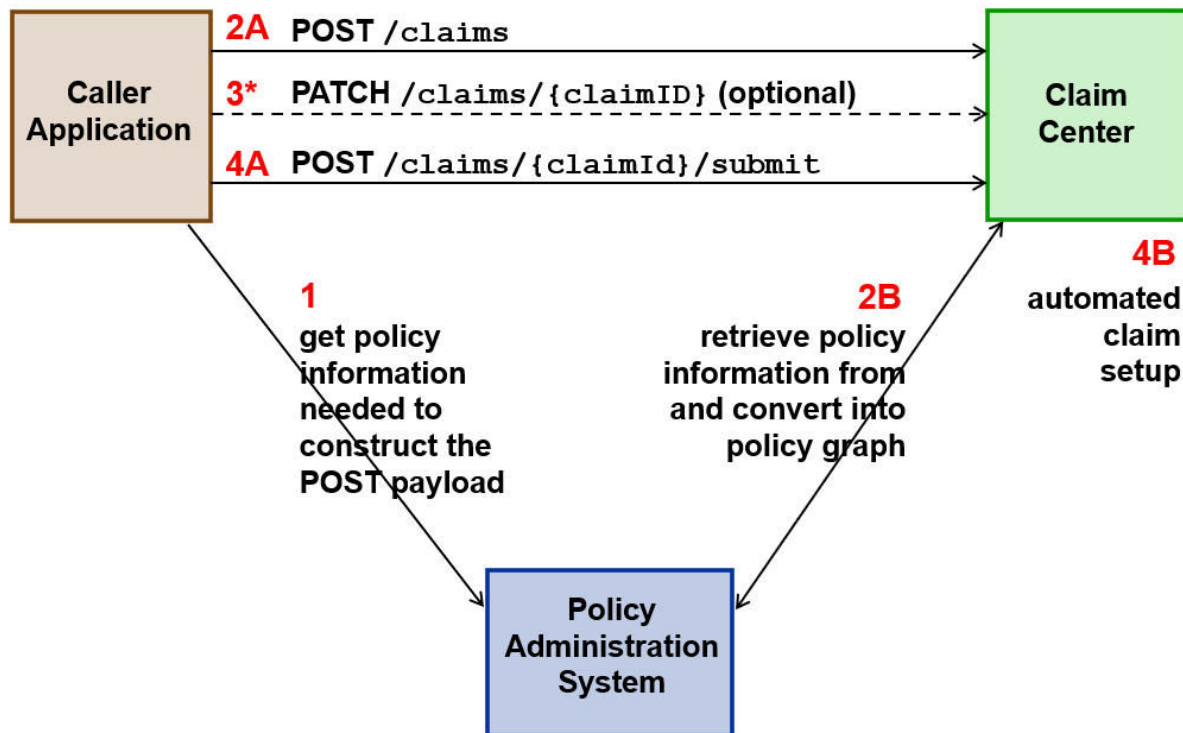 Caller
Application
2A POST /claims
3* PATCH /claims/{claimID} (optional)
4A POST /claims/{claimId}/submit
Claim
Center
1
get policy
information
needed to
construct the
POST payload
2B
retrieve policy
information from
and convert into
policy graph
4B
automated
claim
setup
Policy
Administration
System